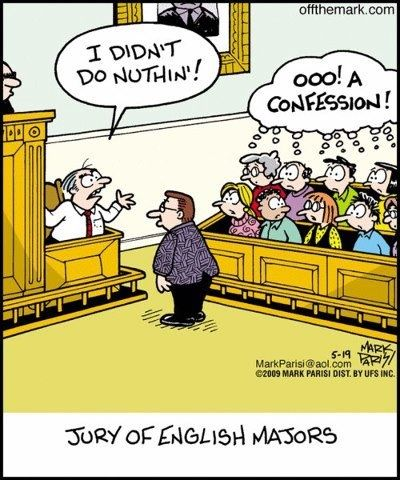 offthemark.com
I DIDN'T
DO NUTHIN'!
OOO! A
CONFESSION!
5-19
MARK
PARISI
MarkParisi@aol.com
©2009 MARK PARISI DIST. BY UFS INC.
JURY OF ENGLISH MAJORS